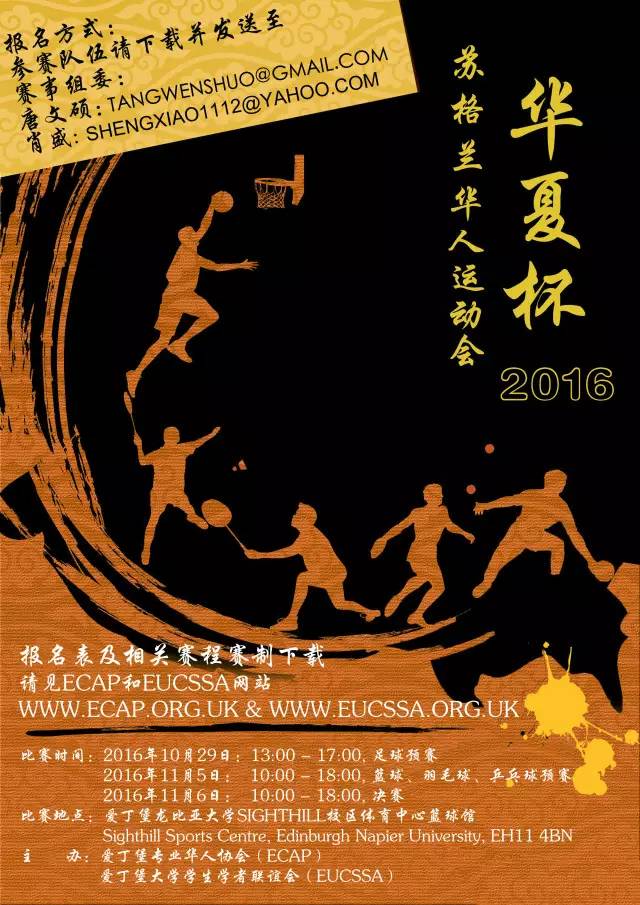 报名方式：
参赛队伍请下载并发送至
赛事组委：
唐文硕：TANGWENSHUO@GMAIL.COM
肖盛：SHENGXIAO1112@YAHOO.COM
华夏杯
2016
苏格兰华人运动会
报名表及相关赛程赛制下载
请见ECAP和EUCSSA网站
WWW.ECAP.ORG.UK & WWW.EUCSSA.ORG.UK
比赛时间：2016年10月29日：13:00 – 17:00，足球预赛
2016年11月5日： 10:00 – 18:00，篮球、羽毛球、乒乓球预赛
2016年11月6日： 10:00 – 18:00，决赛
比赛地点：爱丁堡龙比亚大学SIGHTHILL校区体育中心篮球馆
Sighthill Sports Centre, Edinburgh Napier University, EH11 4BN
主 办：爱丁堡专业华人协会（ECAP）
爱丁堡大学学生学者联谊会（EUCSSA）